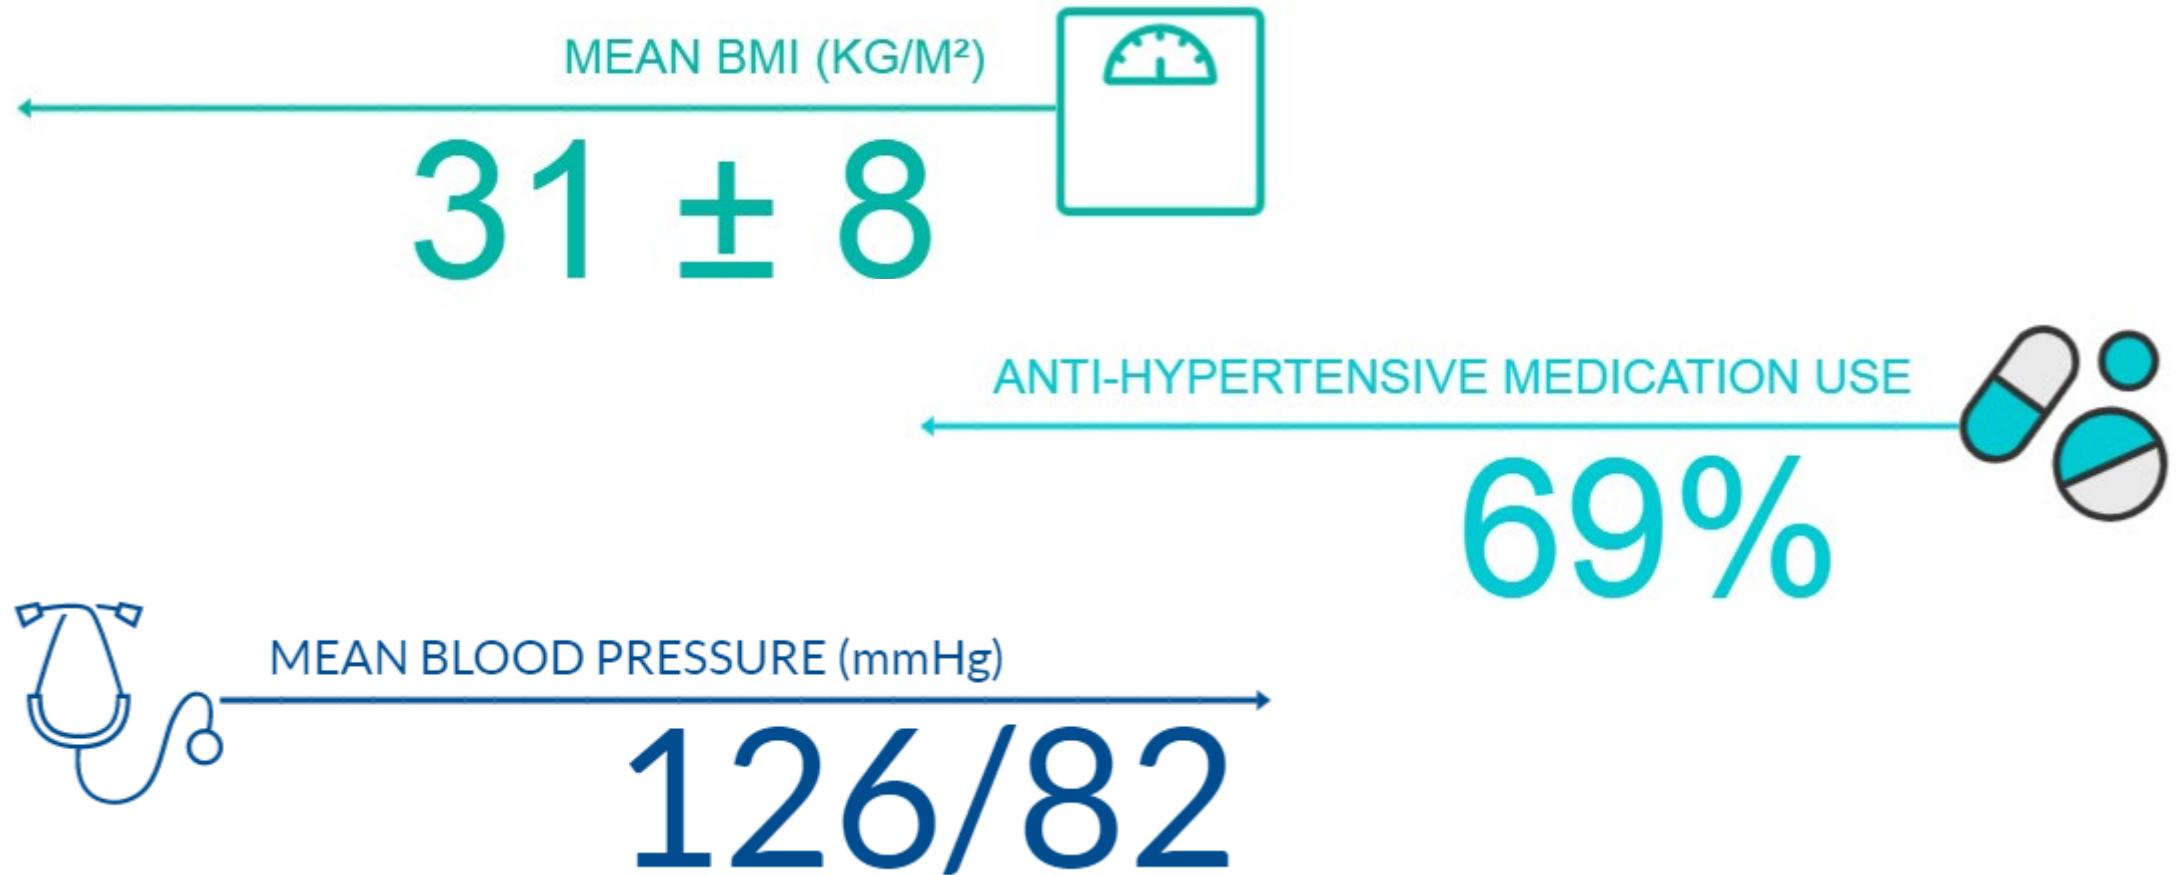 MEAN BMI (KG/M²)
31 ± 8
ANTI-HYPERTENSIVE MEDICATION USE
69%
MEAN BLOOD PRESSURE (mmHg)
126/82